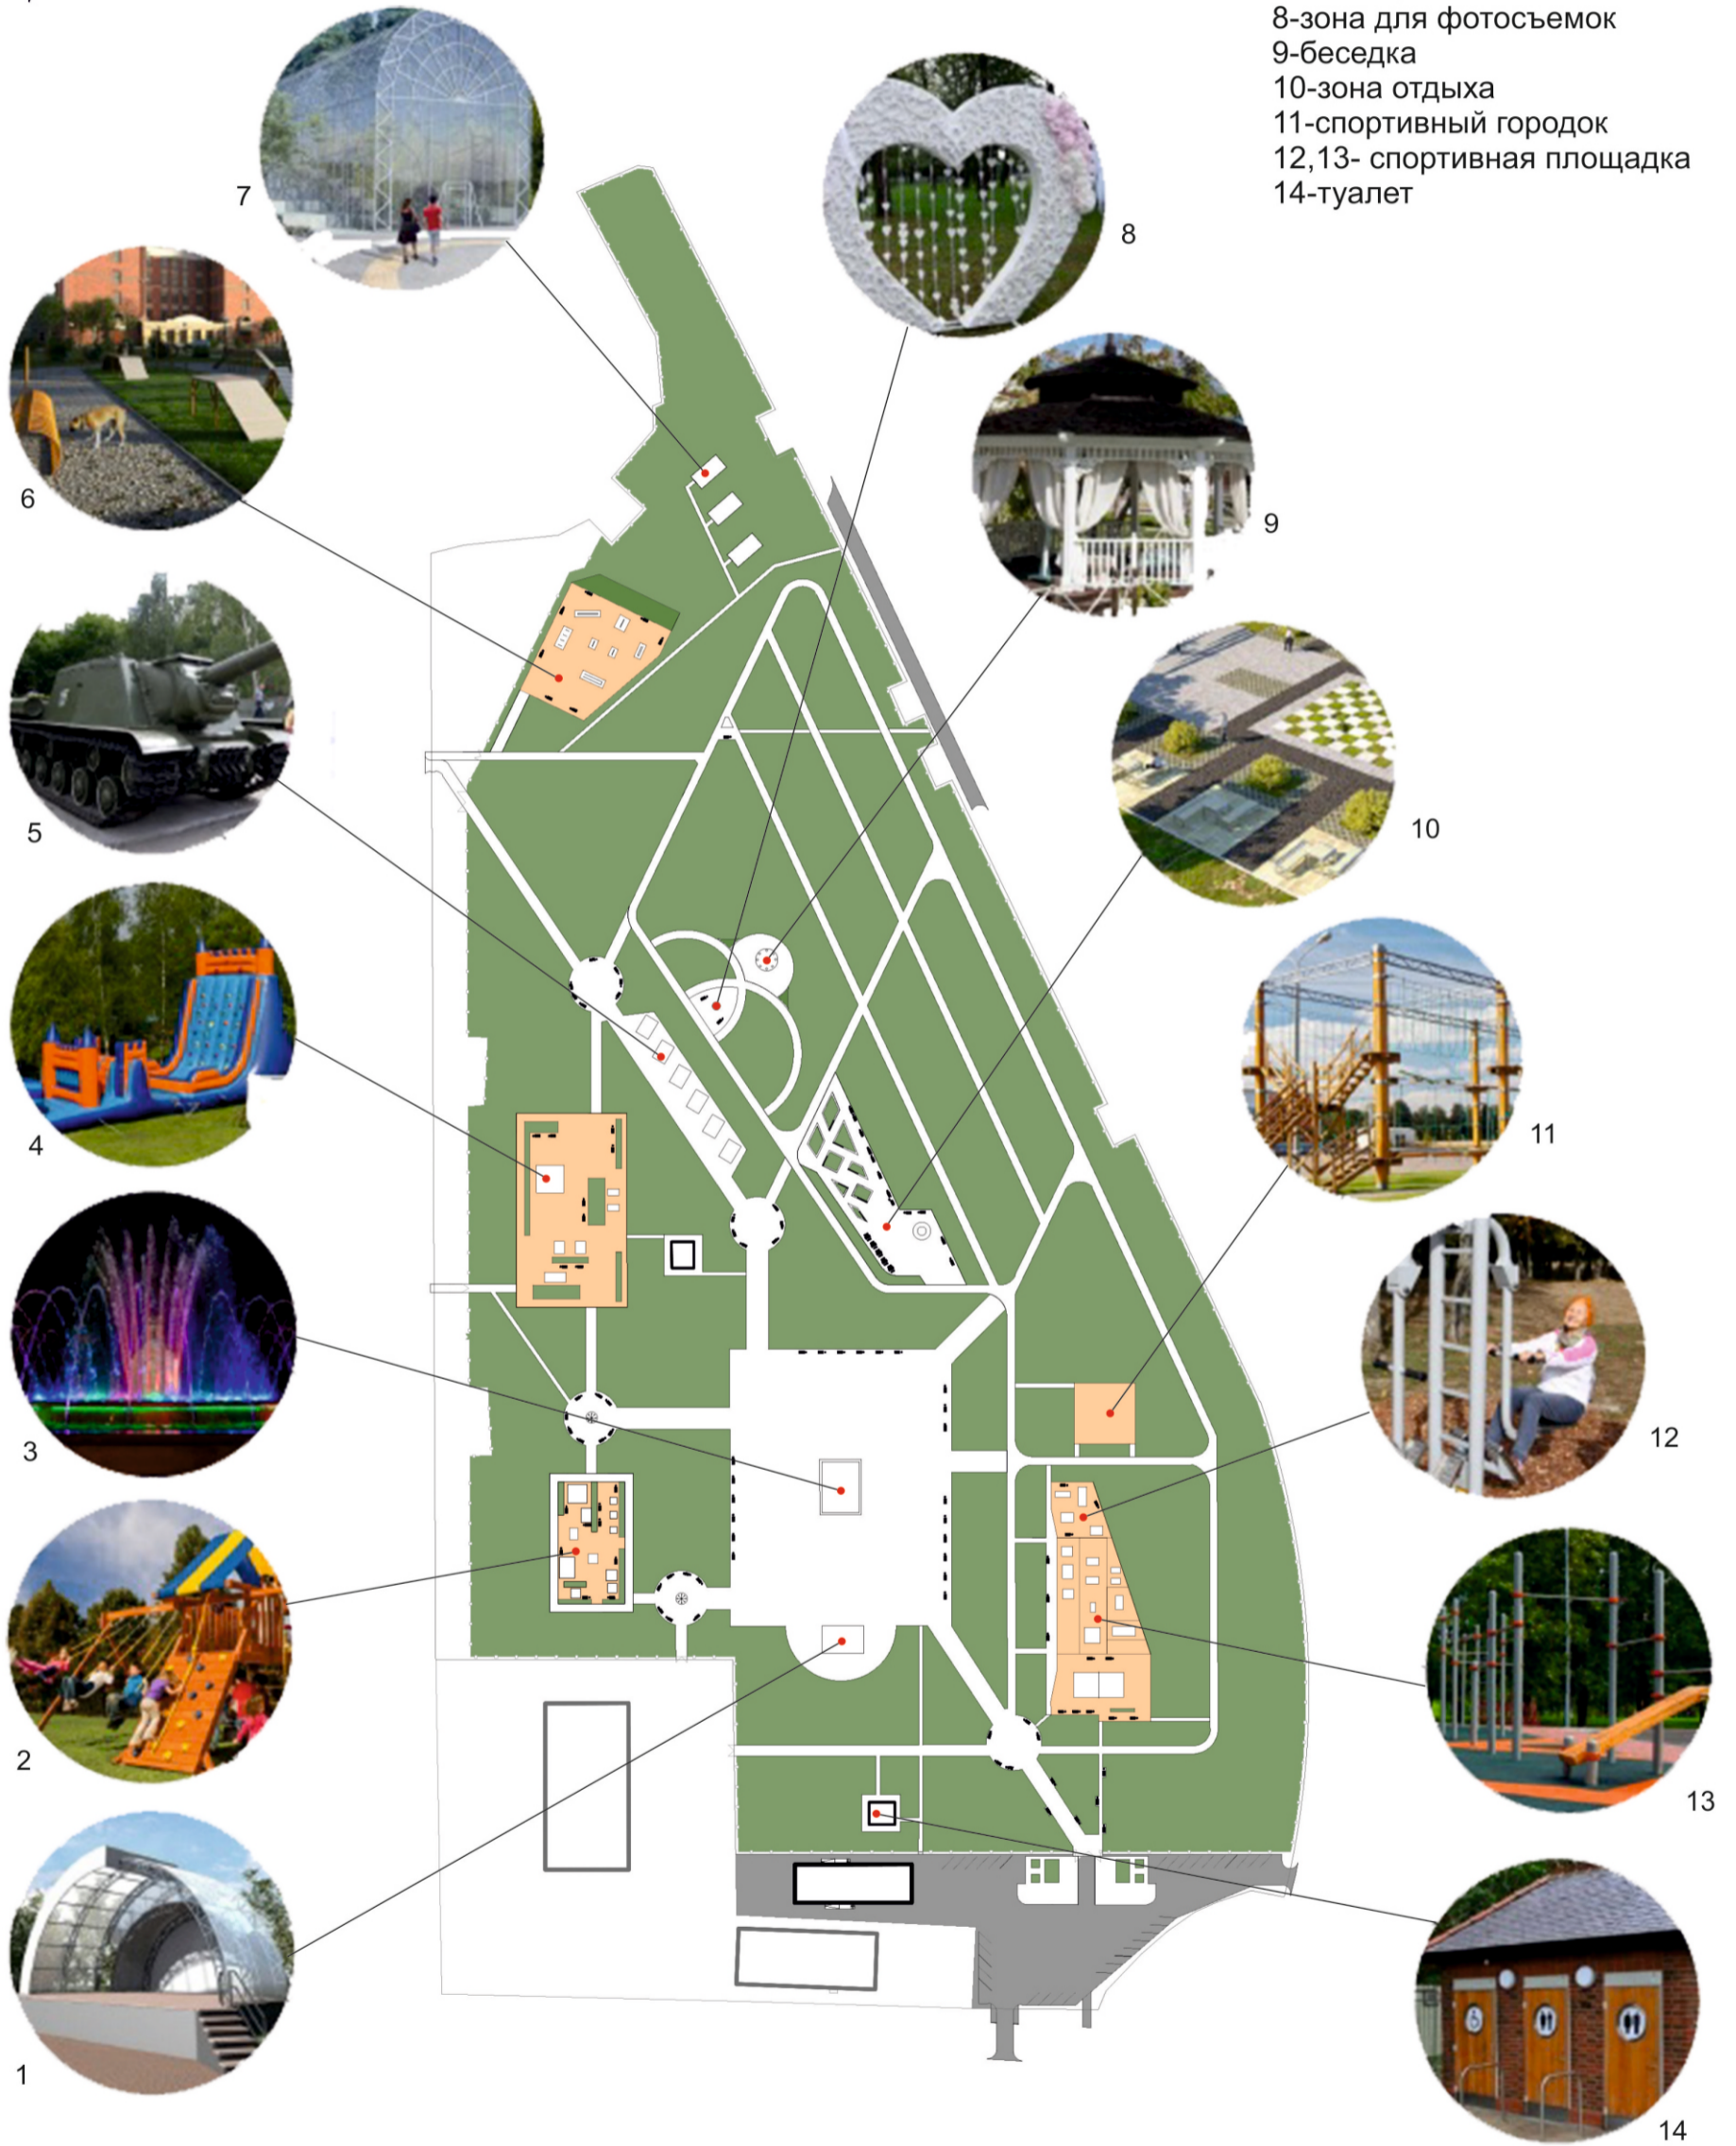 8-зона для фотосъемок
9-беседка
10-зона отдыха
11-спортивный городок
12,13- спортивная площадка
14-туалет
7
8
6
9
5
10
4
11
3
12
2
13
1
14